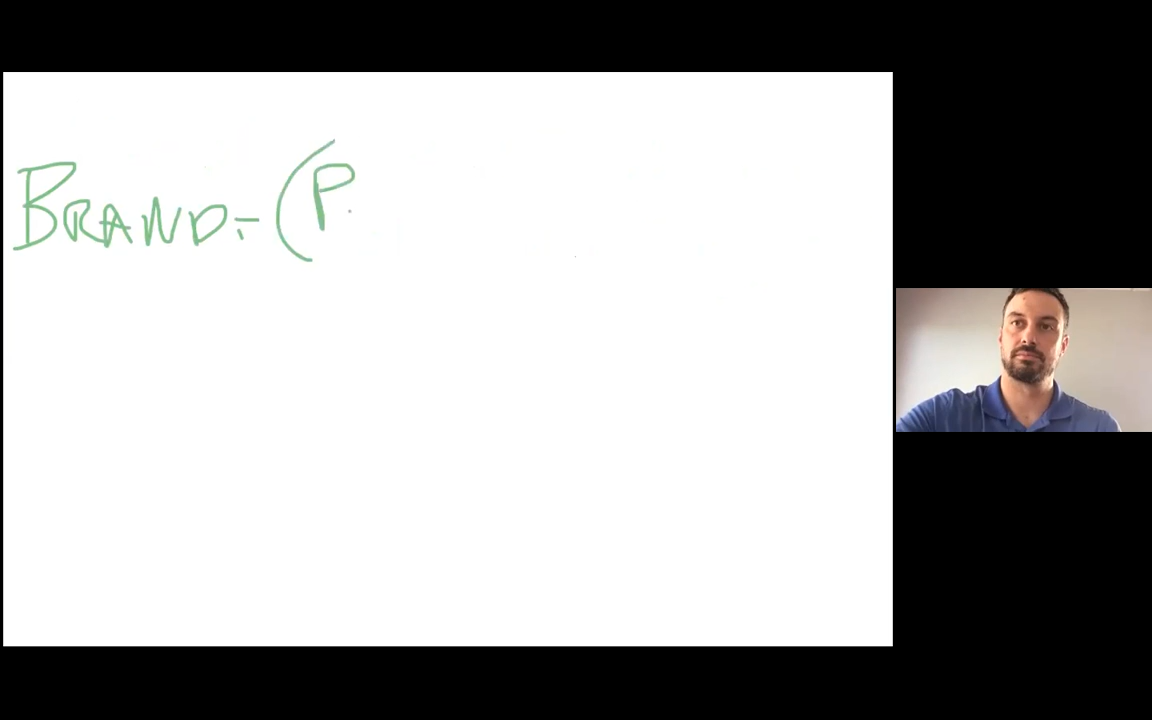 BRAND = (P